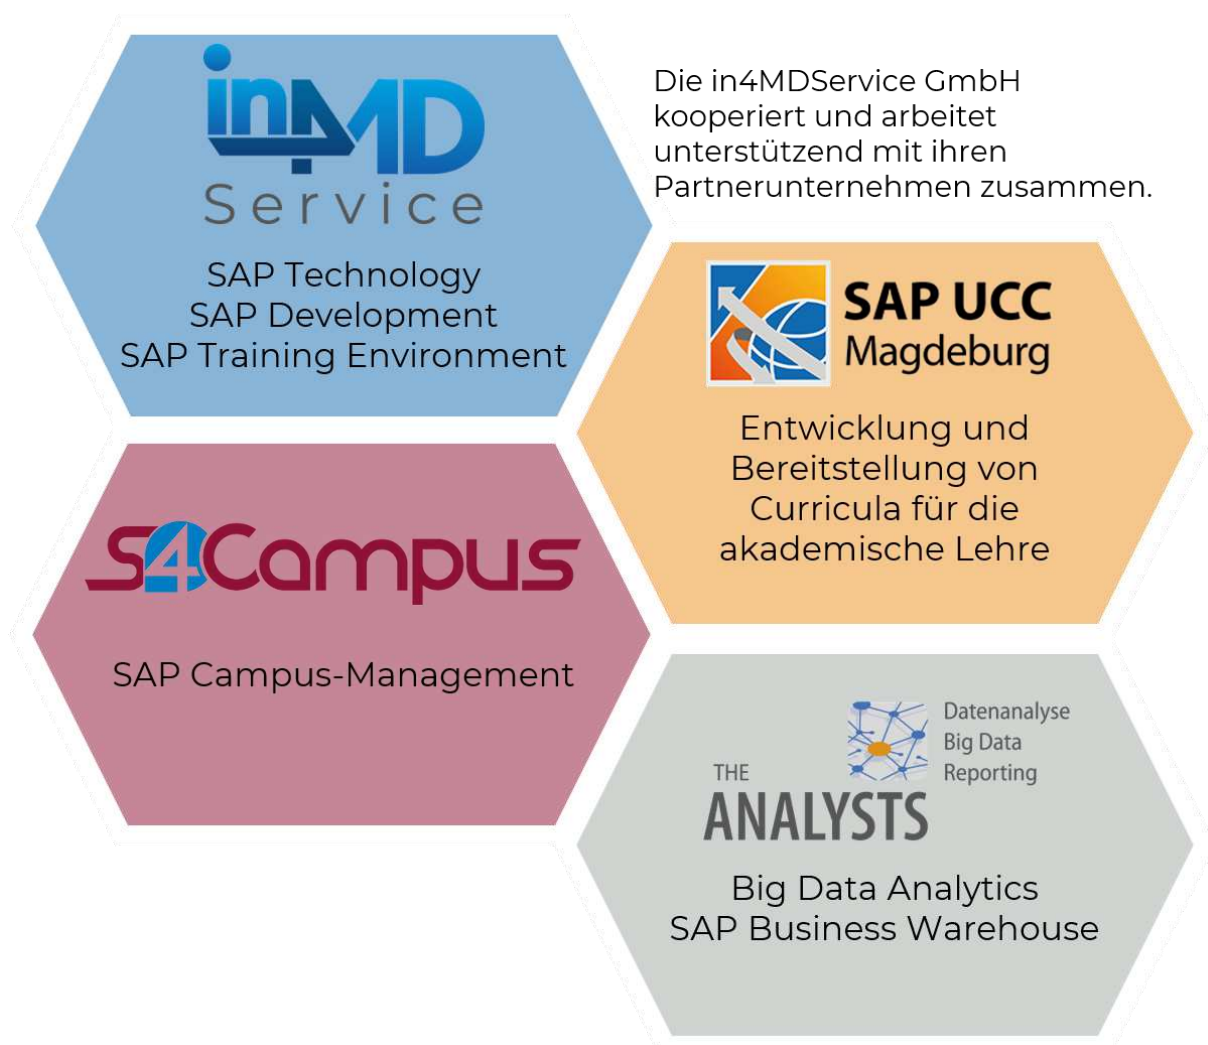 in4MD
Service
SAP Technology
SAP Development
SAP Training Environment
Die in4MDService GmbH
kooperiert und arbeitet
unterstützend mit ihren
Partnerunternehmen zusammen.
SAP UCC
Magdeburg
Entwicklung und
Bereitstellung von
Curricula für die
akademische Lehre
S4Campus
SAP Campus-Management
Datenanalyse
Big Data
Reporting
THE
ANALYSTS
Big Data Analytics
SAP Business Warehouse